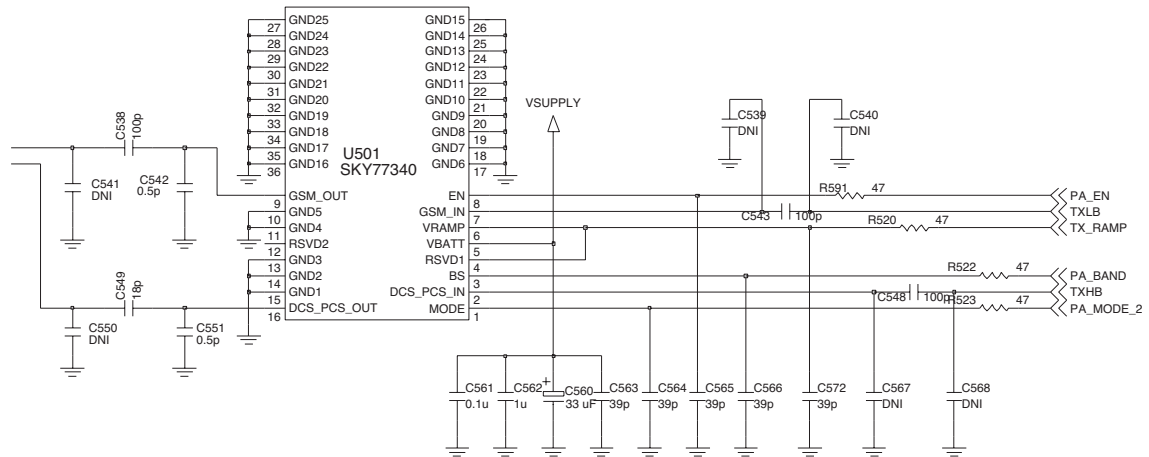 GND25 GND15
27 26
GND24 GND14
28 25
GND23 GND13
29 24
GND22 GND12
30 23
GND21 GND11
31 22
GND20 GND10
32 21
GND19 GND9
33 20
GND18 GND8
34 19
GND17 GND7
35 18
GND16 GND6
36 17
U501
SKY77340
GSM_OUT EN
9 8
GND5 GSM_IN
10 7
GND4 VRAMP
11 6
RSVD2 VBATT
12 5
GND3 RSVD1
13 4
GND2 BS
14 3
GND1 DCS_PCS_IN
15 2
DCS_PCS_OUT MODE
16 1
C538
100p
C541
DNI
C542
0.5p
C549
18p
C550
DNI
C551
0.5p
VSUPPLY
C539
DNI
C540
DNI
R591 47
PA_EN
C543 100p
TXLB
R520 47
TX_RAMP
R522 47
PA_BAND
C548 100p
TXHB
R523 47
PA_MODE_2
C561
0.1u
C562
1u
+
C560
33 uF
C563
39p
C564
39p
C565
39p
C566
39p
C572
39p
C567
DNI
C568
DNI